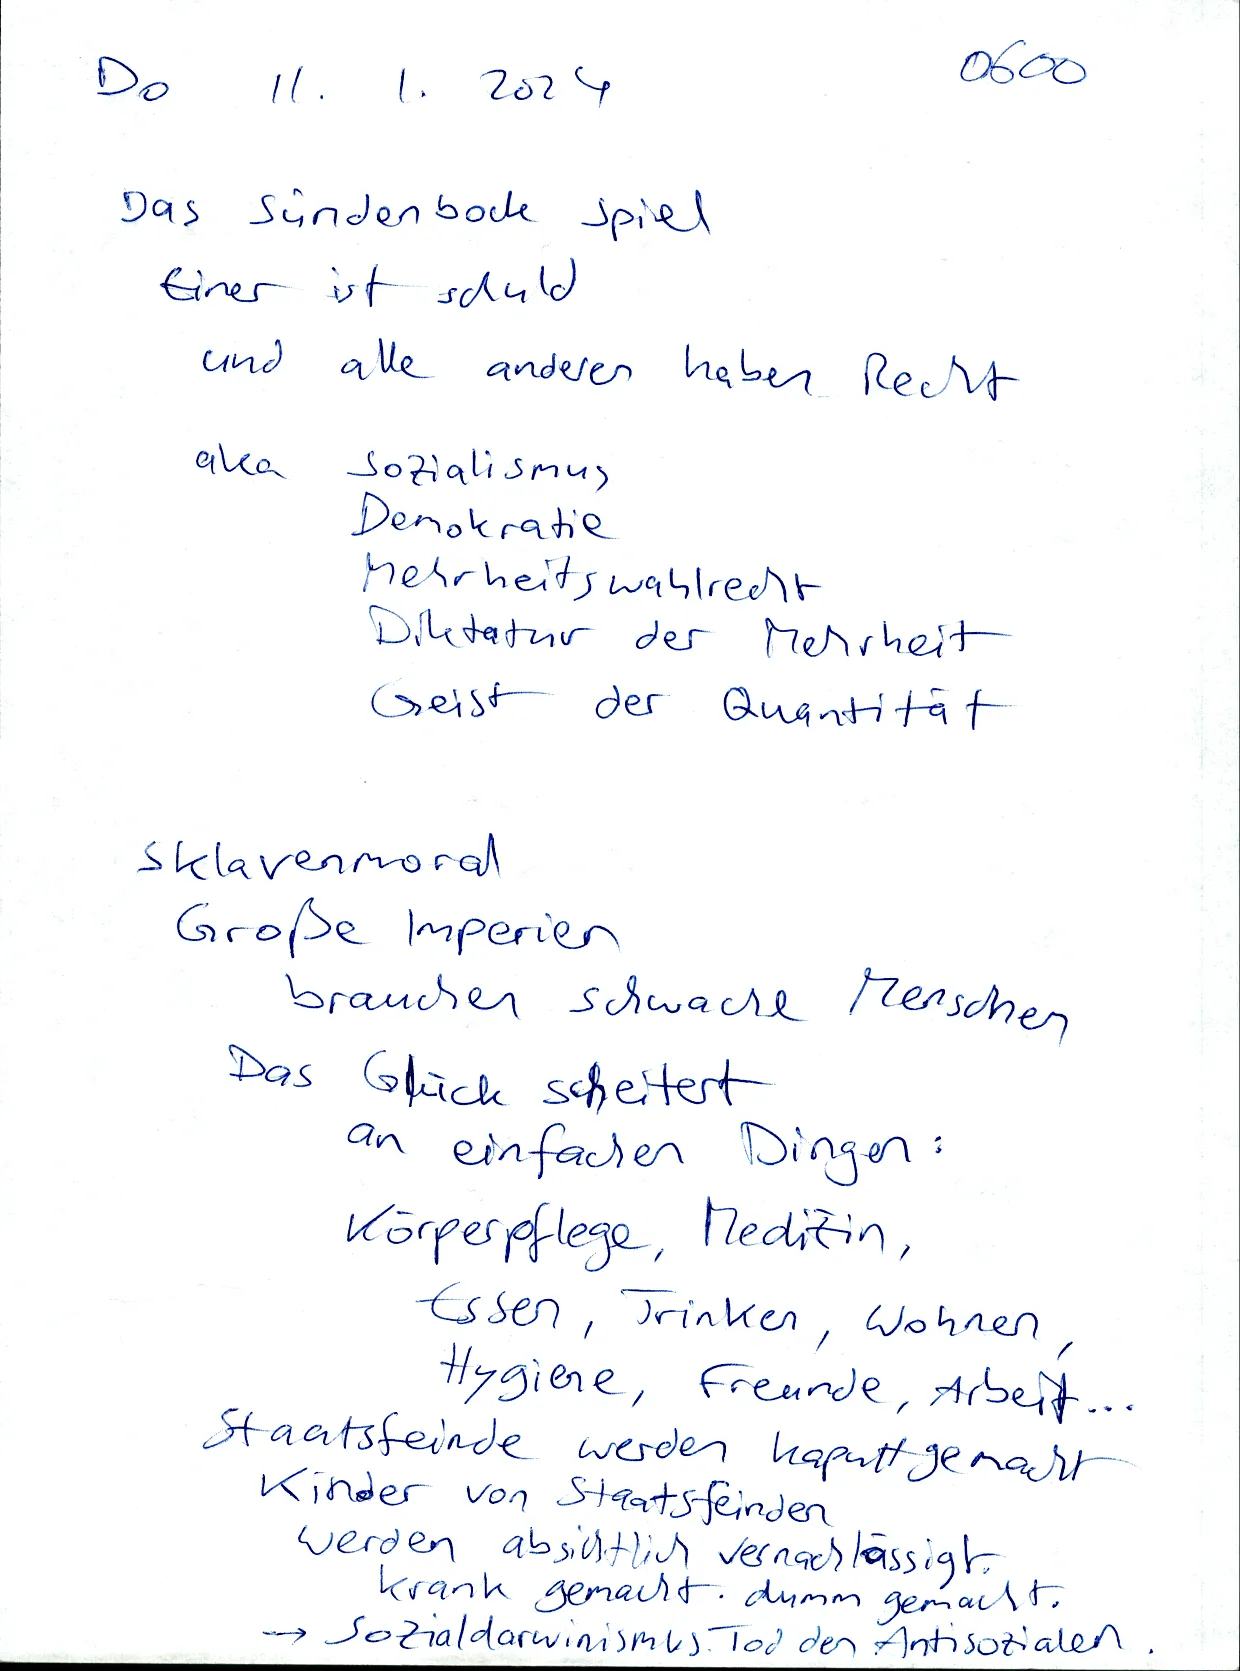 Do 11. 1. 2024 0600
Das Sündenbock spiel
Einer ist schuld
und alle anderen haben Recht
aka Sozialismus
Demokratie
Mehrheitswahlrecht
Diktatur der Mehrheit
Geist der Quantität
Sklavenmoral
Große Imperien
brauchen schwache Menschen
Das Glück scheitert
an einfachen Dingen:
Körperpflege, Medizin,
Essen, Trinken, Wohnen,
Hygiene, Freunde, Arbeit...
Staatsfeinde werden kaputt gemacht
Kinder von Staatsfeinden
werden absichtlich vernachlässigt.
krank gemacht. dumm gemacht.
→ Sozialdarwinismus. Tod den Antisozialen.